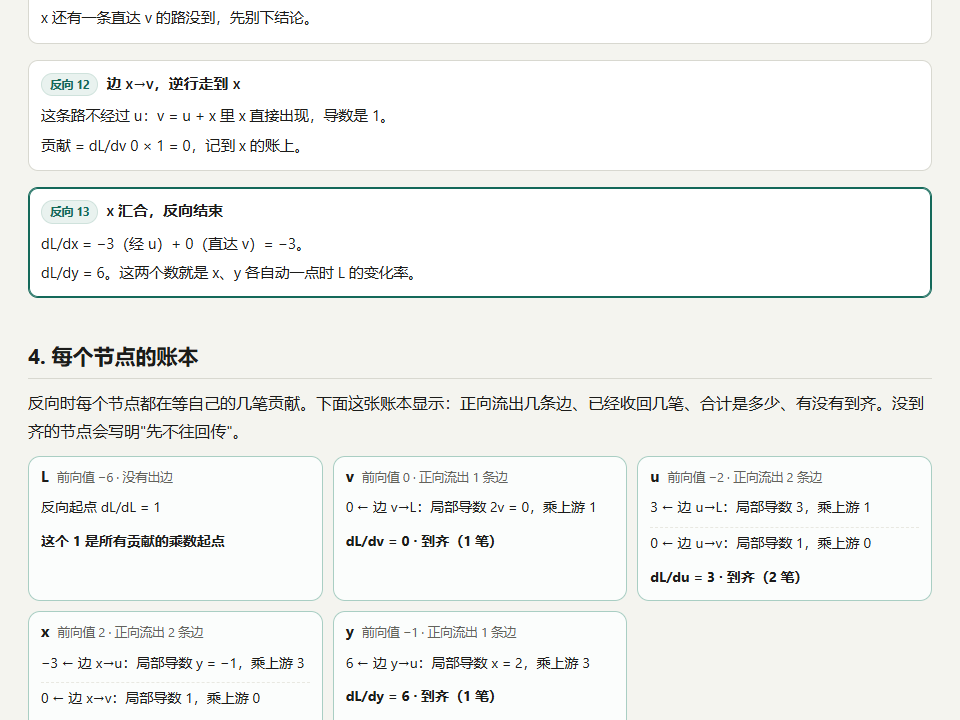 x 还有一条直达 v 的路没到，先别下结论。
反向 12 边 x→v，逆行走到 x
这条路不经过 u：v = u + x 里 x 直接出现，导数是 1。
贡献 = dL/dv 0 × 1 = 0，记到 x 的账上。
反向 13 x 汇合，反向结束
dL/dx = −3（经 u）+ 0（直达 v）= −3。
dL/dy = 6。这两个数就是 x、y 各自动一点时 L 的变化率。
4. 每个节点的账本
反向时每个节点都在等自己的几笔贡献。下面这张账本显示：正向流出几条边、已经收回几笔、合计是多少、有没有到齐。没到
齐的节点会写明"先不往回传"。
L 前向值 −6 · 没有出边
反向起点 dL/dL = 1
这个 1 是所有贡献的乘数起点
v 前向值 0 · 正向流出 1 条边
0 ← 边 v→L：局部导数 2v = 0，乘上游 1
dL/dv = 0 · 到齐（1 笔）
u 前向值 −2 · 正向流出 2 条边
3 ← 边 u→L：局部导数 3，乘上游 1
0 ← 边 u→v：局部导数 1，乘上游 0
dL/du = 3 · 到齐（2 笔）
x 前向值 2 · 正向流出 2 条边
−3 ← 边 x→u：局部导数 y = −1，乘上游 3
0 ← 边 x→v：局部导数 1，乘上游 0
y 前向值 −1 · 正向流出 1 条边
6 ← 边 y→u：局部导数 x = 2，乘上游 3
dL/dy = 6 · 到齐（1 笔）